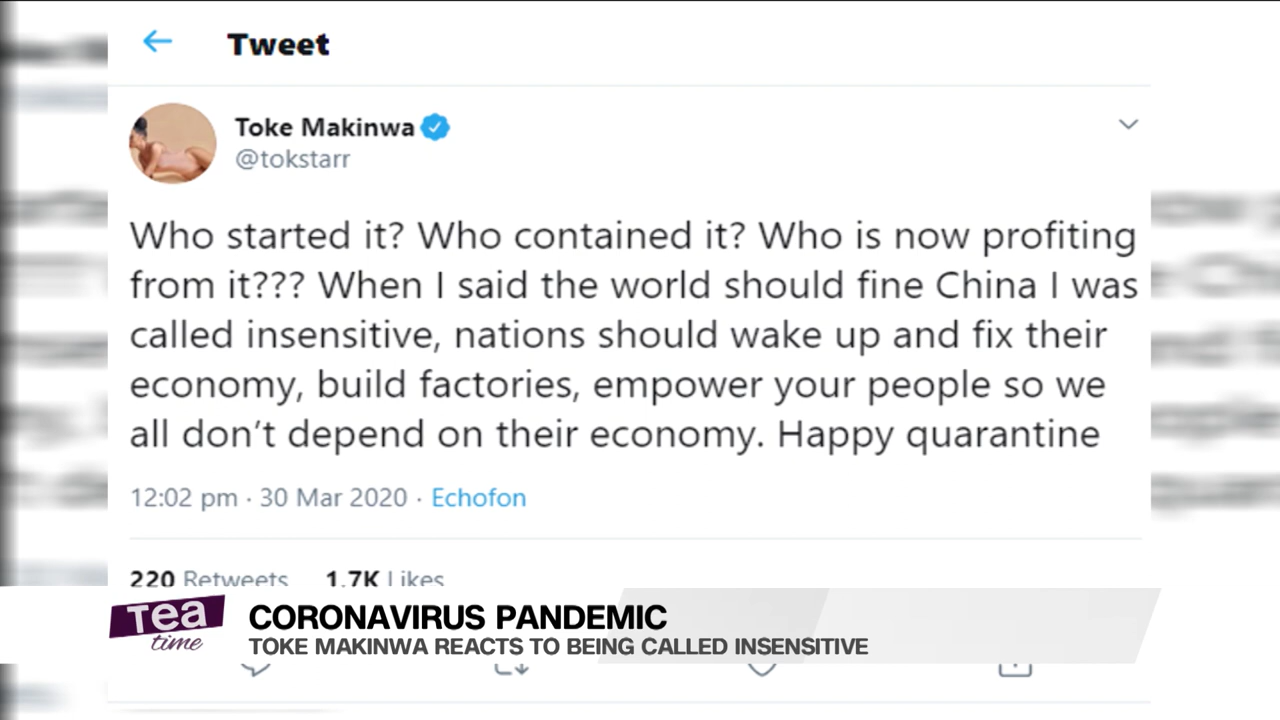 Tweet
Toke Makinwa
@tokstarr
Who started it? Who contained it? Who is now profiting
from it??? When I said the world should fine China I was
called insensitive, nations should wake up and fix their
economy, build factories, empower your people so we
all don’t depend on their economy. Happy quarantine
12:02 pm · 30 Mar 2020 · Echofon
220 Retweets 1.7K Likes
Tea
time
CORONAVIRUS PANDEMIC
TOKE MAKINWA REACTS TO BEING CALLED INSENSITIVE